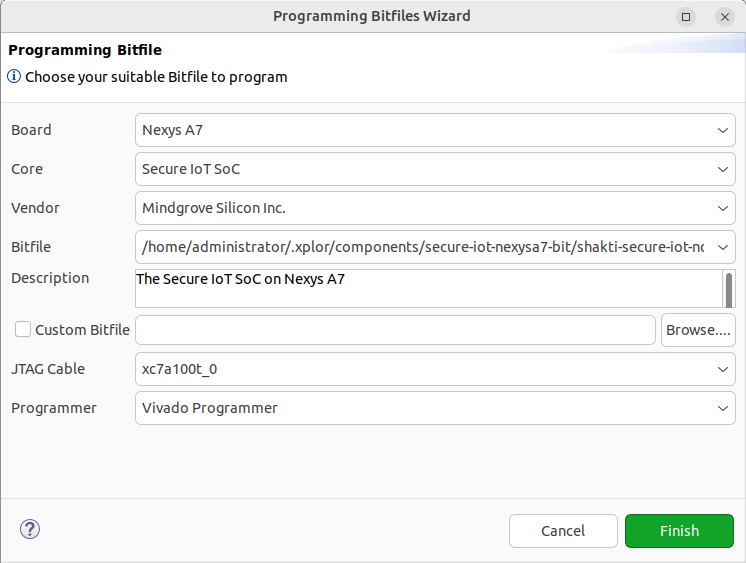 Programming Bitfiles Wizard
Programming Bitfile
Choose your suitable Bitfile to program
Board Nexys A7
Core Secure IoT SoC
Vendor Mindgrove Silicon Inc.
Bitfile /home/administrator/.xplor/components/secure-iot-nexysa7-bit/shakti-secure-iot-nc
Description The Secure IoT SoC on Nexys A7
Custom Bitfile Browse....
JTAG Cable xc7a100t_0
Programmer Vivado Programmer
? Cancel Finish